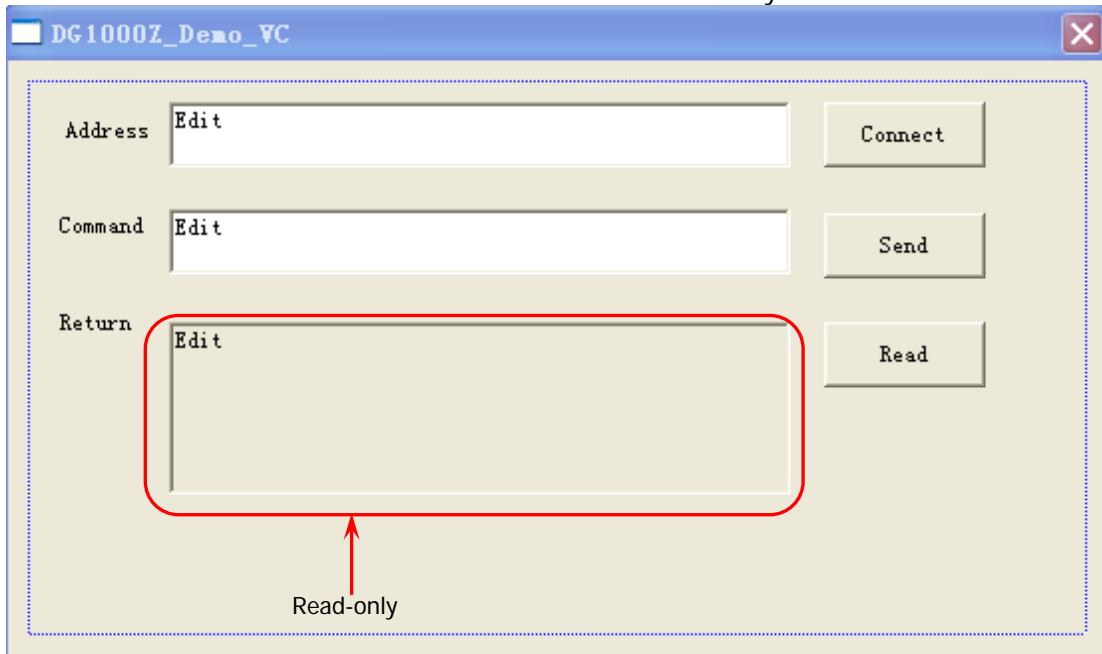 DG1000Z_Demo_VC
Address
Edit
Connect
Command
Edit
Send
Return
Edit
Read
Read-only